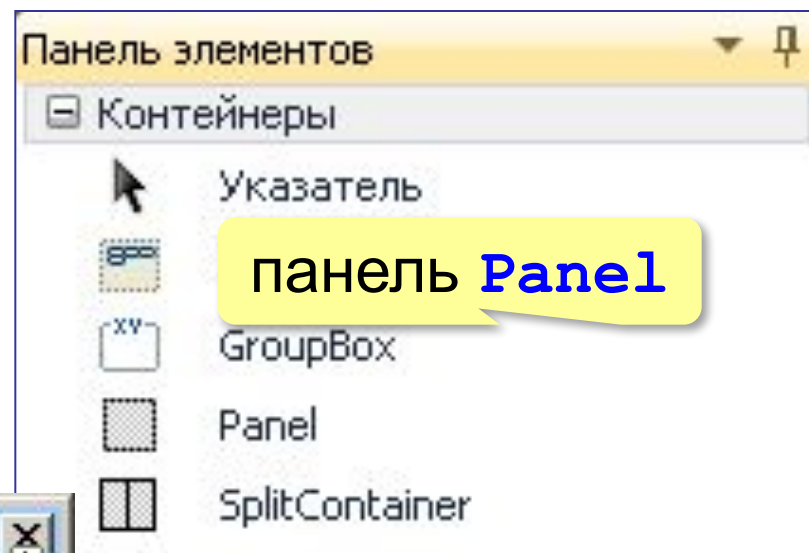 Панель элементов
Контейнеры
Указатель
панель Panel
GroupBox
Panel
SplitContainer